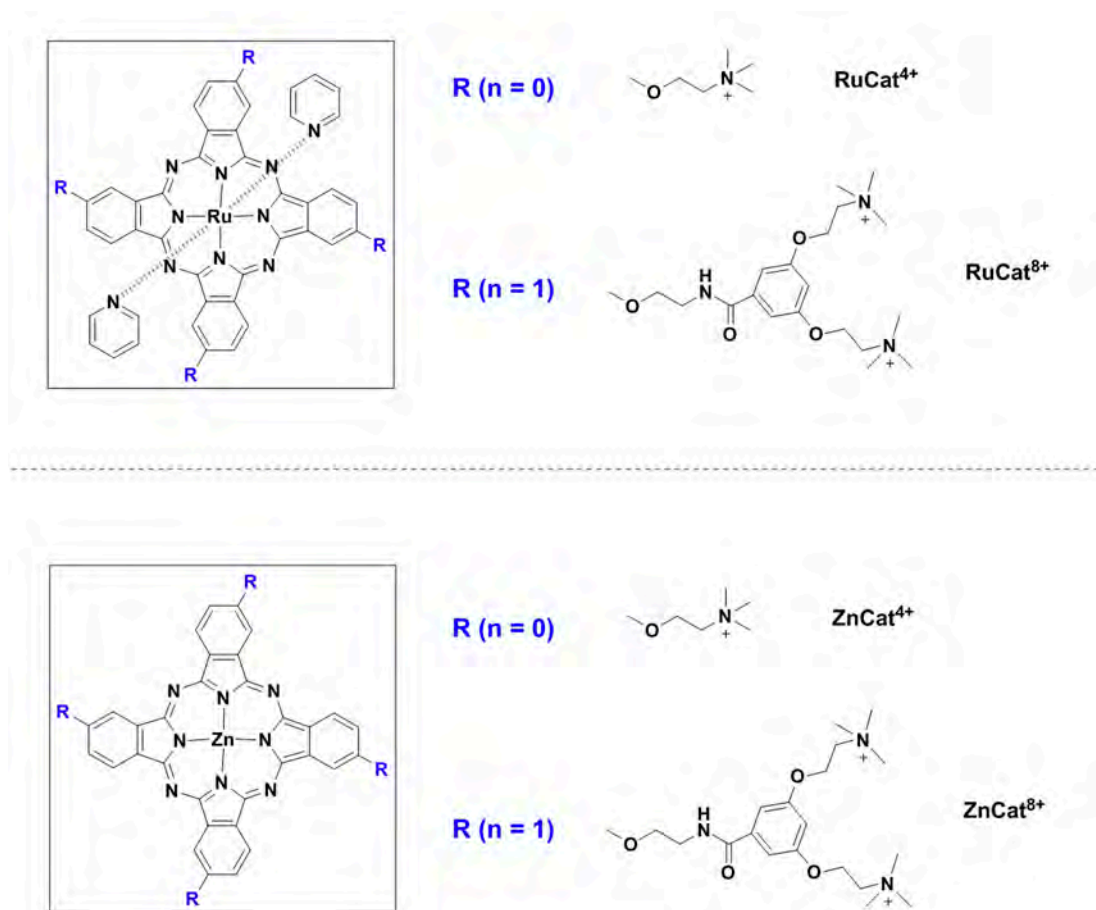 R
N
R (n = 0)
O
N
+
RuCat⁴⁺
N
N
R
N
N
Ru
N
N
N
N
R
N
R
R (n = 1)
H
N
O
O
O
N
+
O
N
+
RuCat⁸⁺
R
R (n = 0)
O
N
+
ZnCat⁴⁺
N
N
N
R
N
Zn
N
R
N
N
N
R
R (n = 1)
H
N
O
O
O
N
+
O
N
+
ZnCat⁸⁺